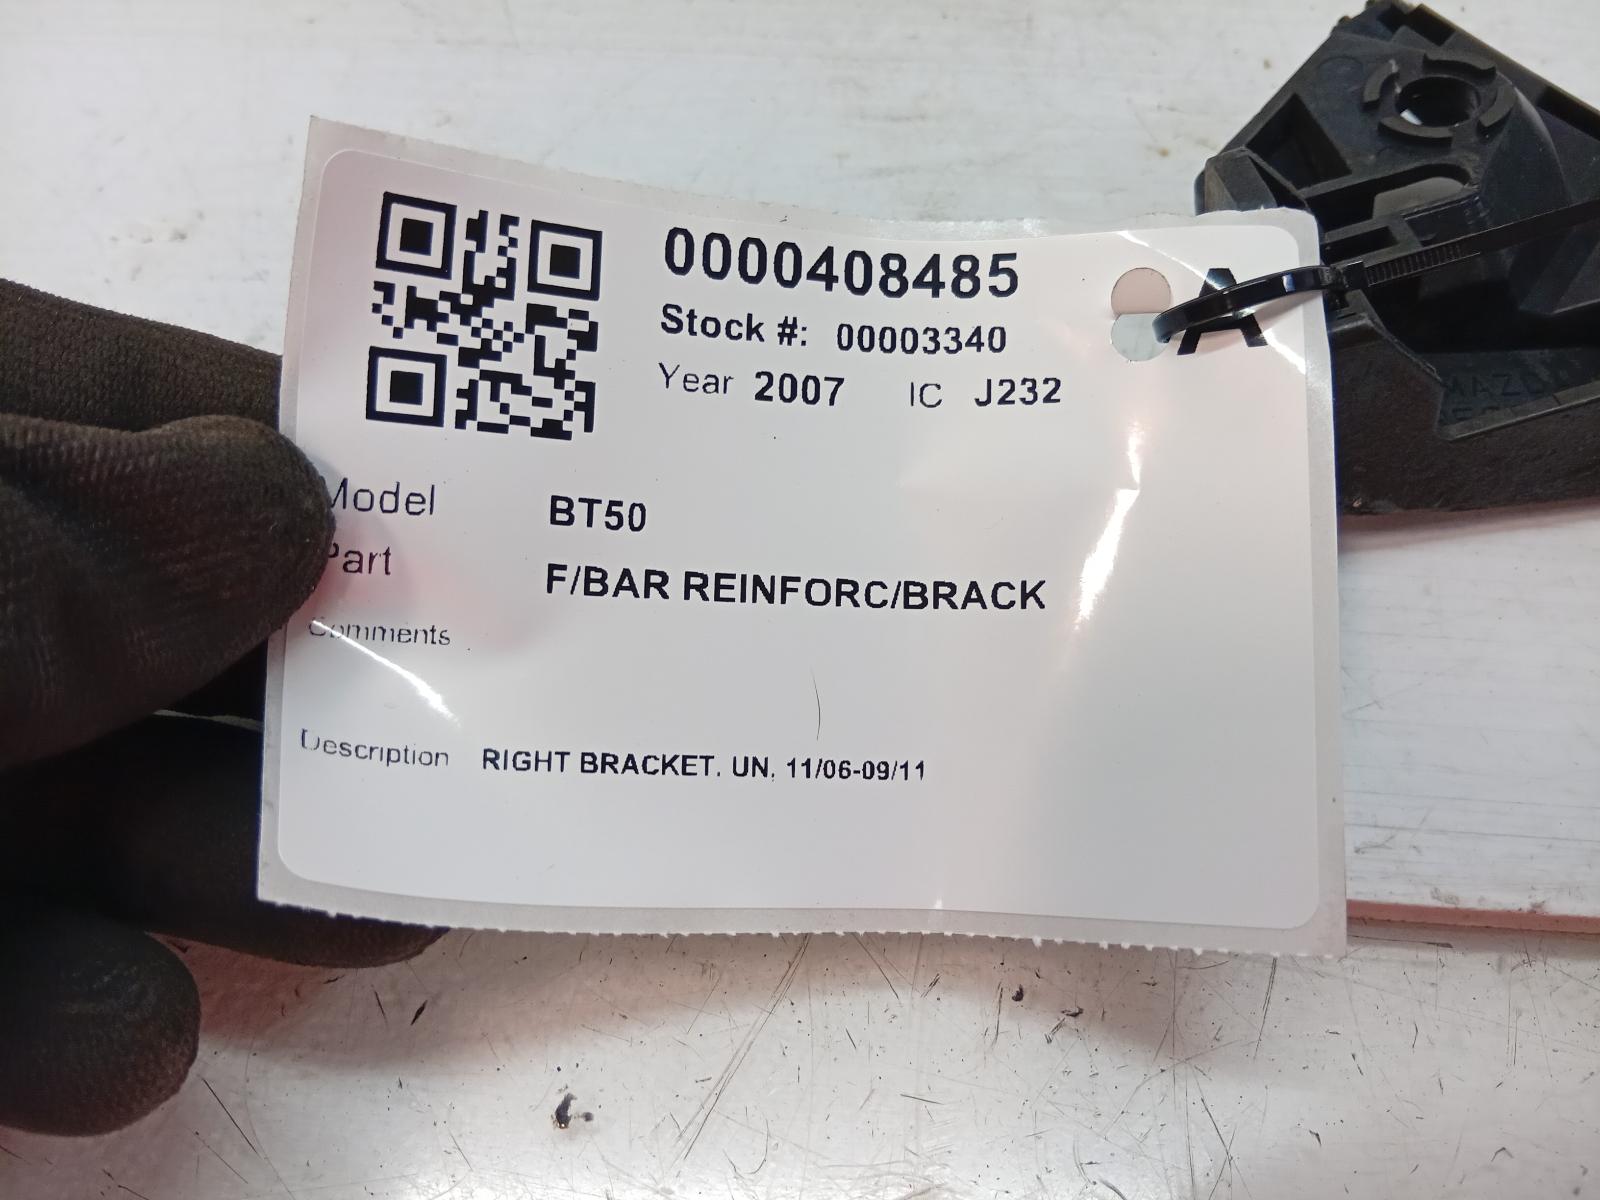 0000408485
A
Stock #: 00003340
Year 2007 IC J232
Model BT50
Part F/BAR REINFORC/BRACK
Comments
Description RIGHT BRACKET. UN. 11/06-09/11